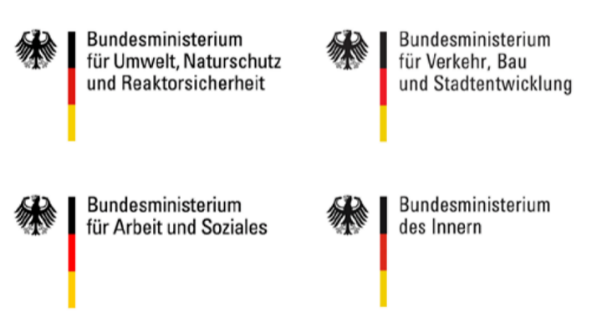 Bundesministerium
für Umwelt, Naturschutz
und Reaktorsicherheit
Bundesministerium
für Verkehr, Bau
und Stadtentwicklung
Bundesministerium
für Arbeit und Soziales
Bundesministerium
des Innern